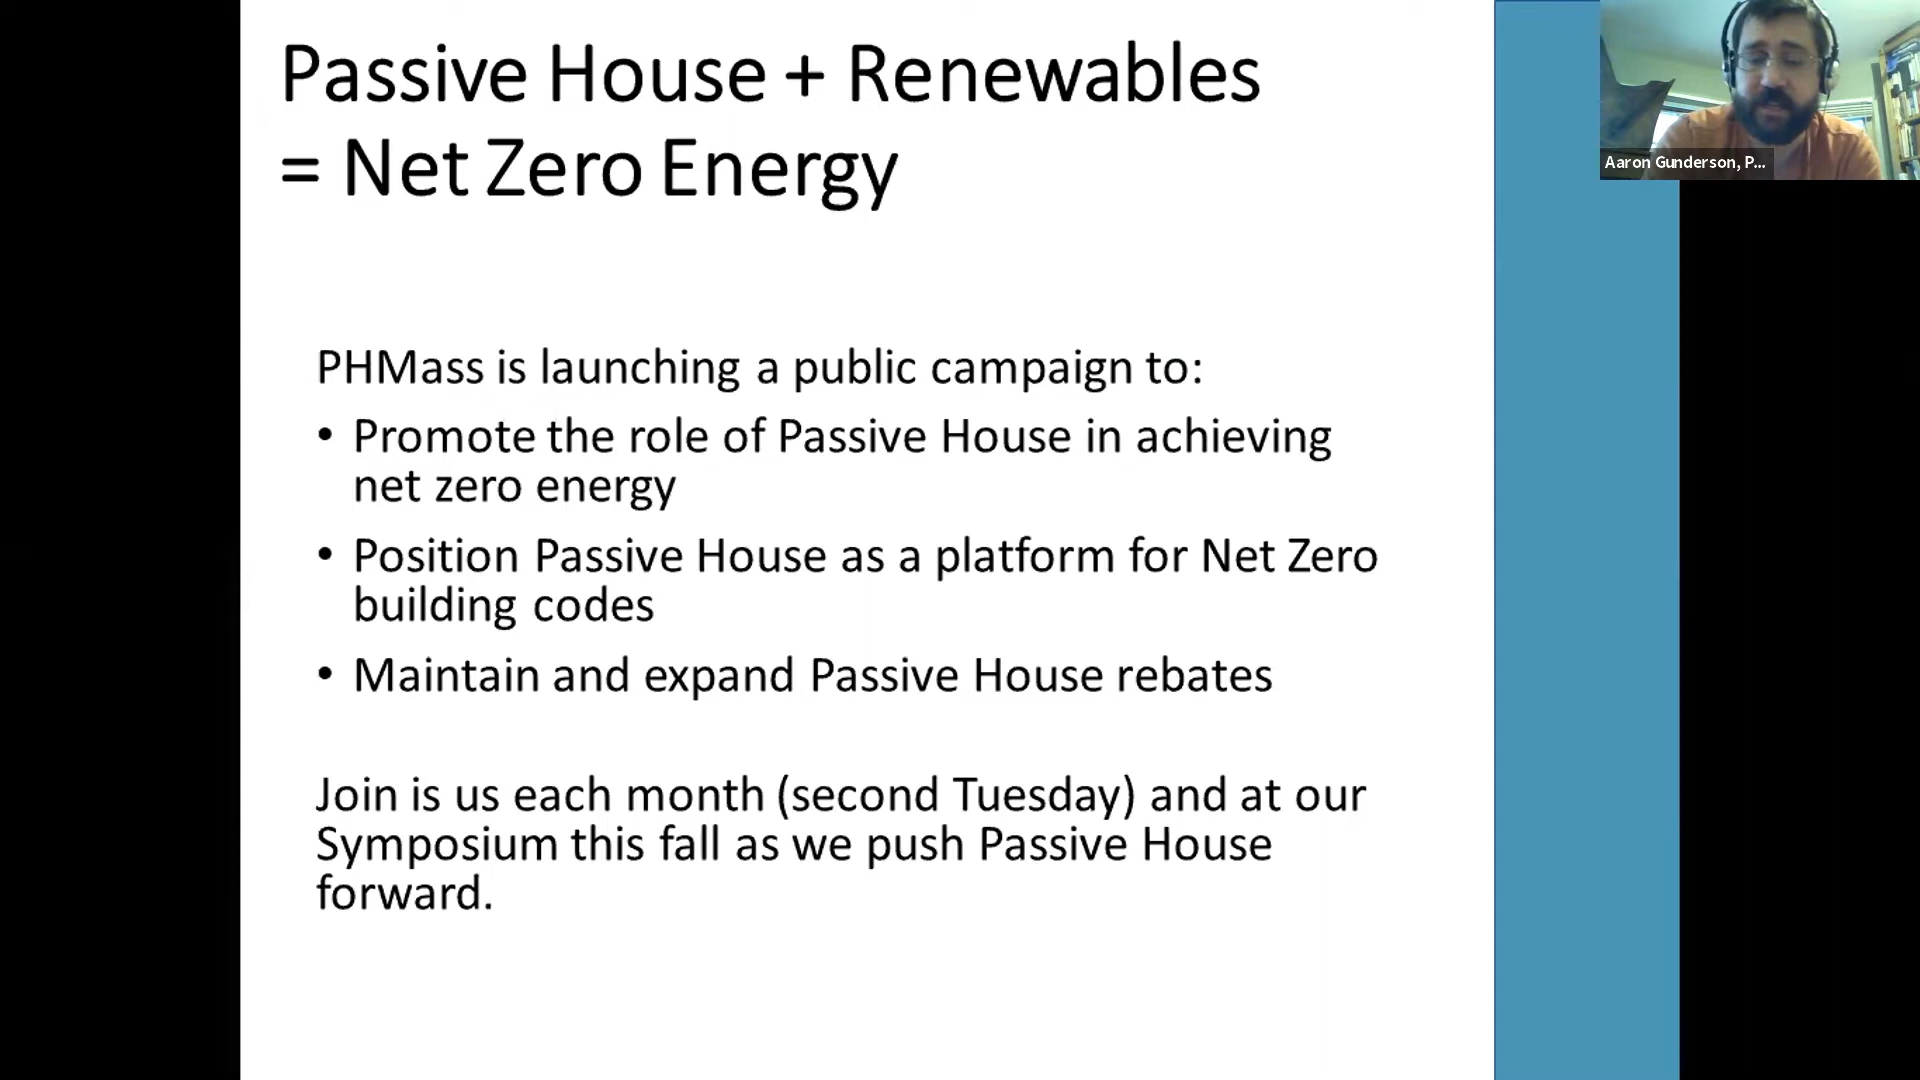 Passive House + Renewables
= Net Zero Energy
Aaron Gunderson, P...
PHMass is launching a public campaign to:
• Promote the role of Passive House in achieving
net zero energy
• Position Passive House as a platform for Net Zero
building codes
• Maintain and expand Passive House rebates
Join is us each month (second Tuesday) and at our
Symposium this fall as we push Passive House
forward.